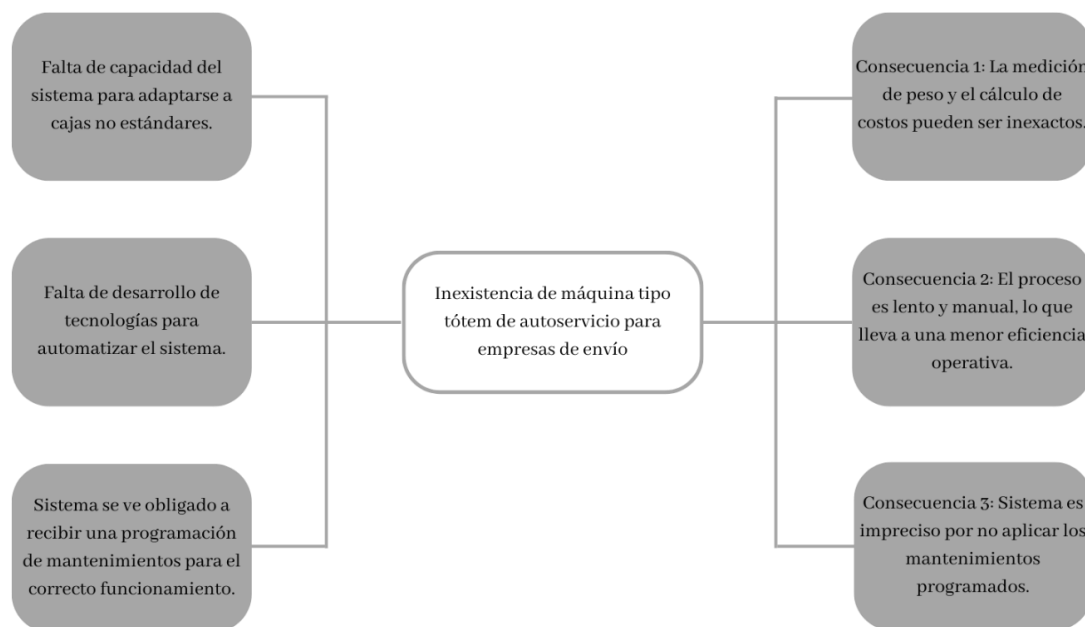 Falta de capacidad del
sistema para adaptarse a
cajas no estándares.
Falta de desarrollo de
tecnologías para
automatizar el sistema.
Sistema se ve obligado a
recibir una programación
de mantenimientos para el
correcto funcionamiento.
Inexistencia de máquina tipo
tótem de autoservicio para
empresas de envío
Consecuencia 1: La medición
de peso y el cálculo de
costos pueden ser inexactos.
Consecuencia 2: El proceso
es lento y manual, lo que
lleva a una menor eficiencia
operativa.
Consecuencia 3: Sistema es
impreciso por no aplicar los
mantenimientos
programados.